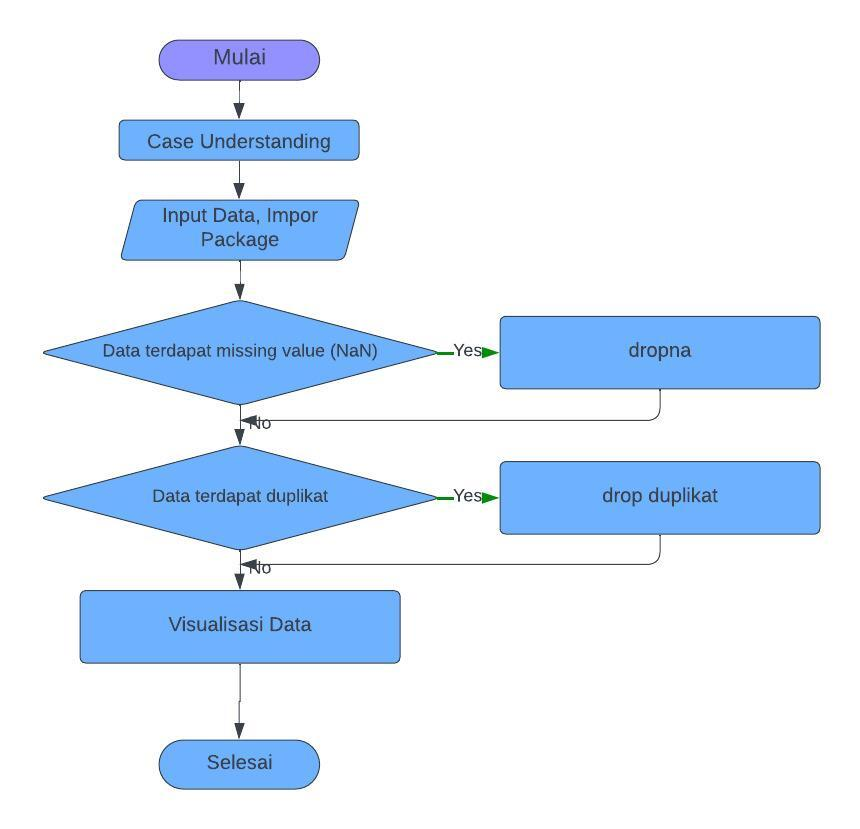 Mulai
Case Understanding
Input Data, Impor
Package
Data terdapat missing value (NaN)
Yes
dropna
No
Data terdapat duplikat
Yes
drop duplikat
No
Visualisasi Data
Selesai